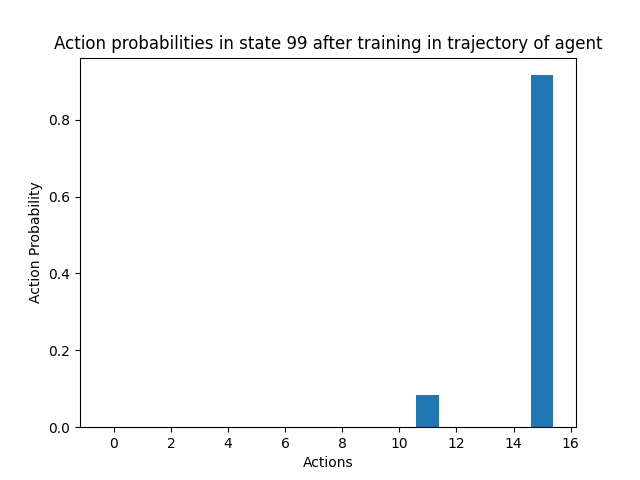 Action probabilities in state 99 after training in trajectory of agent
Action Probability
0.8
0.6
0.4
0.2
0.0
0 2 4 6 8 10 12 14 16
Actions